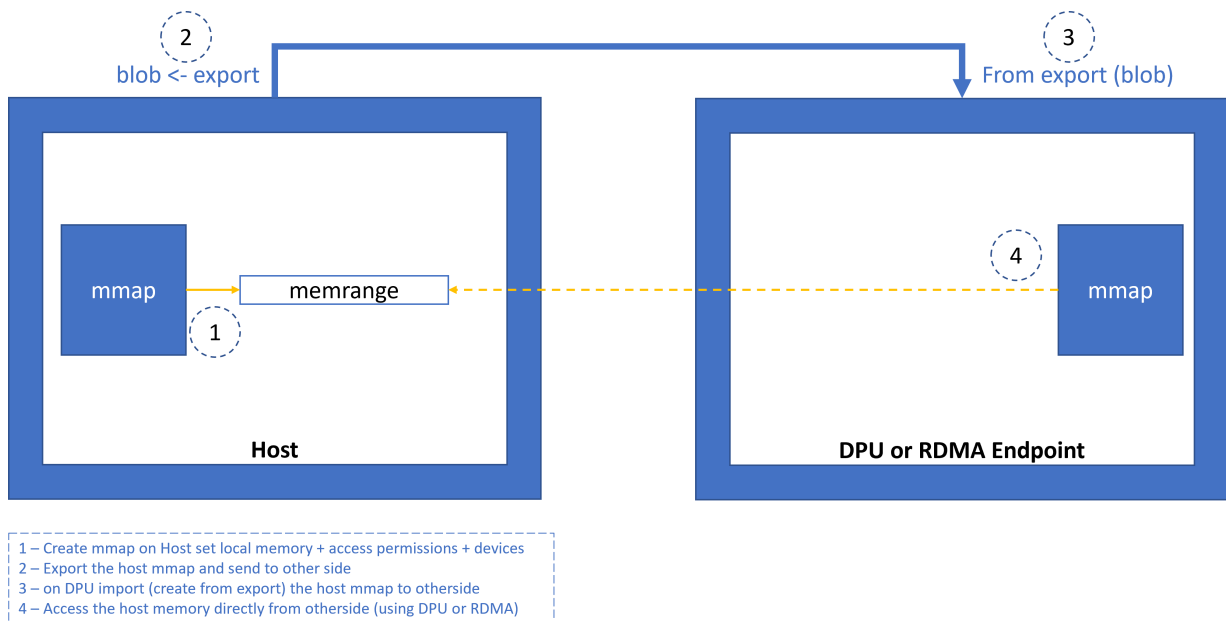 2
3
blob <- export
From export (blob)
mmap
memrange
1
4
mmap
Host
DPU or RDMA Endpoint
1 – Create mmap on Host set local memory + access permissions + devices
2 – Export the host mmap and send to other side
3 – on DPU import (create from export) the host mmap to otherside
4 – Access the host memory directly from otherside (using DPU or RDMA)